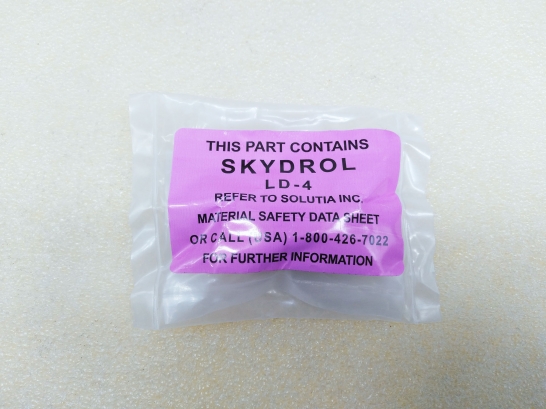 THIS PART CONTAINS
SKYDROL
LD-4
REFER TO SOLUTIA INC.
MATERIAL SAFETY DATA SHEET
OR CALL (USA) 1-800-426-7022
FOR FURTHER INFORMATION